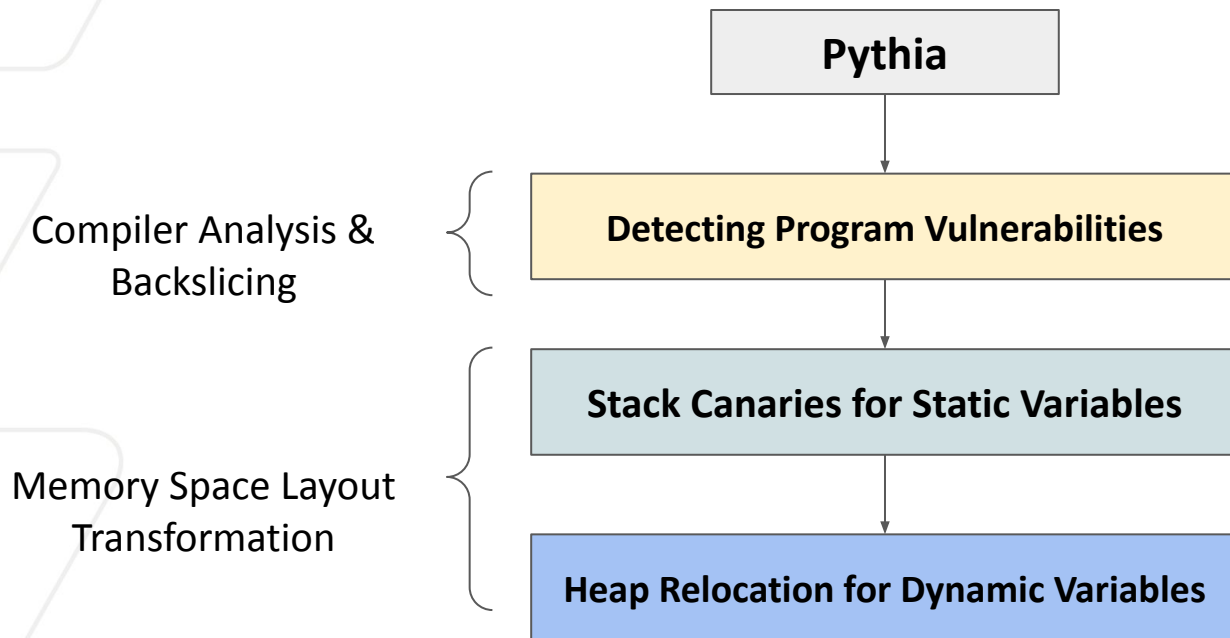 Pythia
Compiler Analysis &
Backslicing
Detecting Program Vulnerabilities
Memory Space Layout
Transformation
Stack Canaries for Static Variables
Heap Relocation for Dynamic Variables